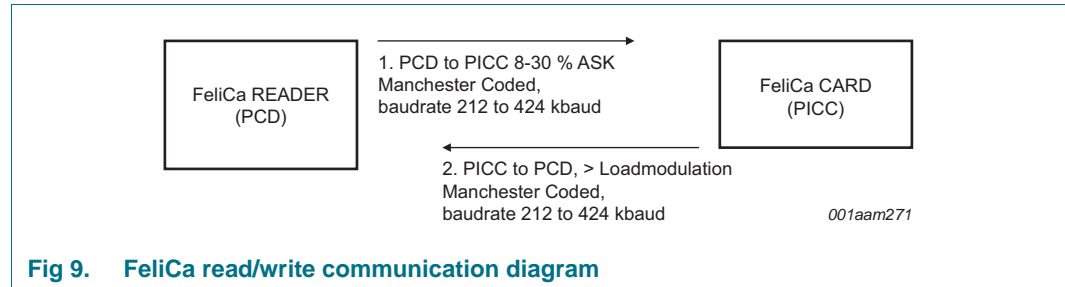 FeliCa READER
(PCD)
1. PCD to PICC 8-30 % ASK
Manchester Coded,
baudrate 212 to 424 kbaud
FeliCa CARD
(PICC)
2. PICC to PCD, > Loadmodulation
Manchester Coded,
baudrate 212 to 424 kbaud
001aam271
Fig 9. FeliCa read/write communication diagram